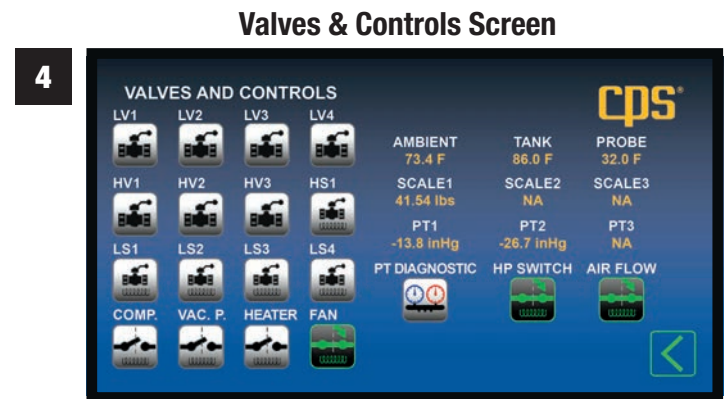 Valves & Controls Screen
4
VALVES AND CONTROLS
cps®
LV1 LV2 LV3 LV4
AMBIENT TANK PROBE
73.4 F 86.0 F 32.0 F
HV1 HV2 HV3 HS1
SCALE1 SCALE2 SCALE3
41.54 lbs NA NA
PT1 PT2 PT3
-13.8 inHg -26.7 inHg NA
LS1 LS2 LS3 LS4
PT DIAGNOSTIC HP SWITCH AIR FLOW
COMP. VAC. P. HEATER FAN